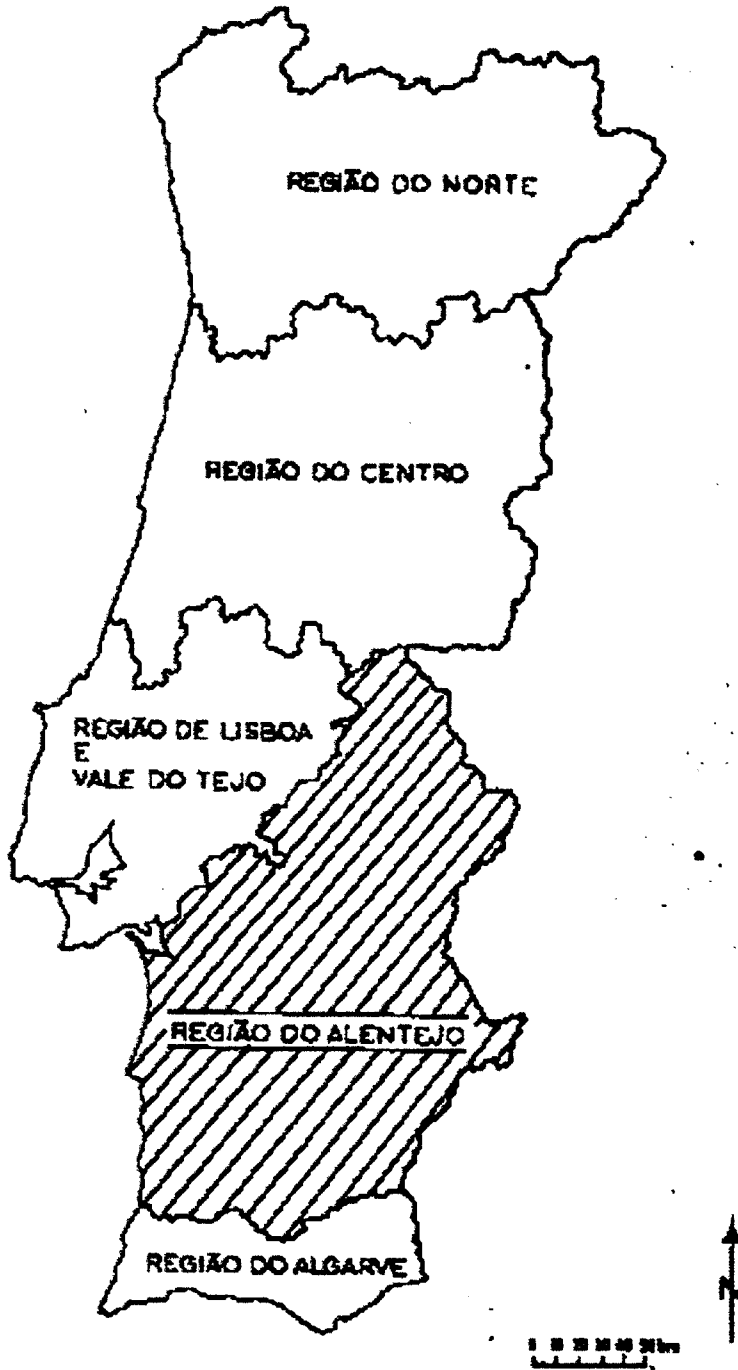 REGIÃO DO NORTE
REGIÃO DO CENTRO
REGIÃO DE LISBOA
E
VALE DO TEJO
REGIÃO DO ALENTEJO
REGIÃO DO ALGARVE
N